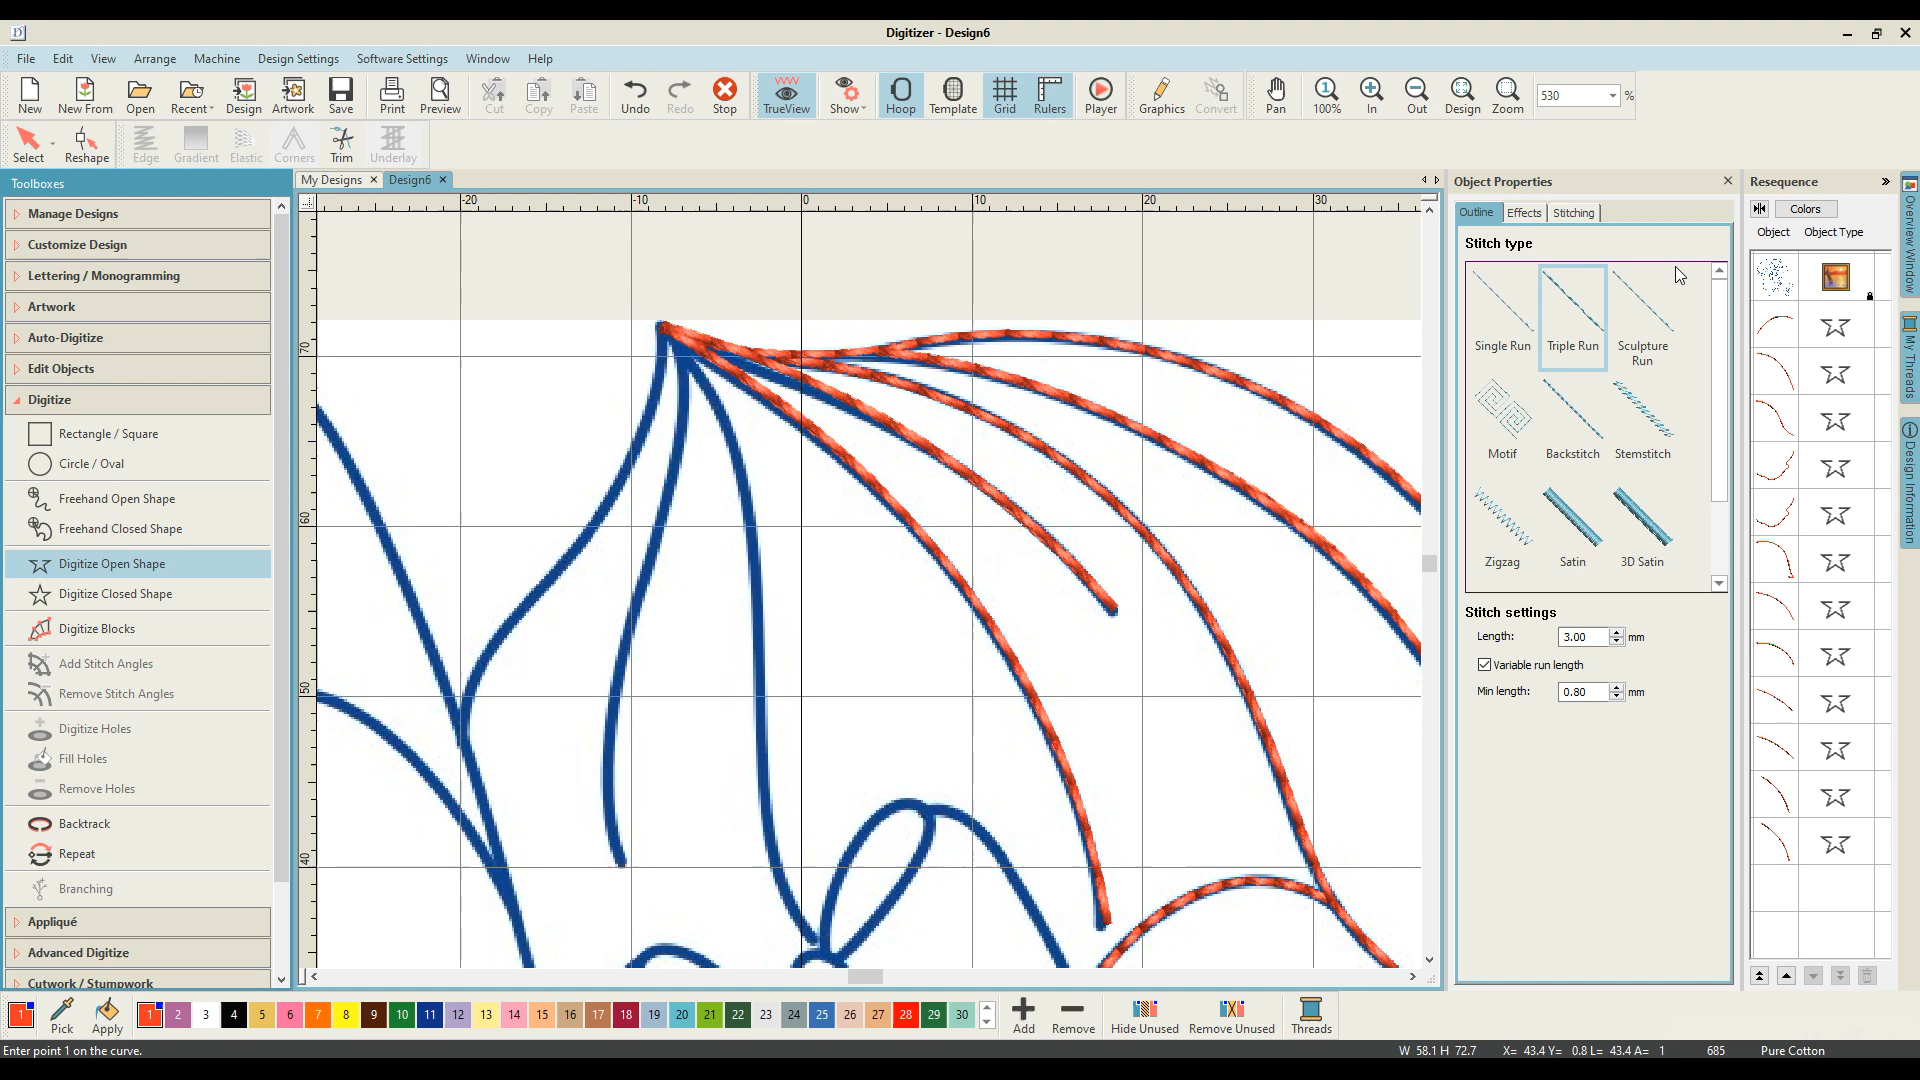 Digitizer - Design6
File Edit View Arrange Machine Design Settings Software Settings Window Help
New New From Open Recent Design Artwork Save Print Preview Cut Copy Paste Undo Redo Stop TrueView Show Hoop Template Grid Rulers Player Graphics Convert Pan 100% In Out Design Zoom 530 %
Select Reshape Edge Gradient Elastic Corners Trim Underlay
Toolboxes
Manage Designs
Customize Design
Lettering / Monogramming
Artwork
Auto-Digitize
Edit Objects
Digitize
Rectangle / Square
Circle / Oval
Freehand Open Shape
Freehand Closed Shape
Digitize Open Shape
Digitize Closed Shape
Digitize Blocks
Add Stitch Angles
Remove Stitch Angles
Digitize Holes
Fill Holes
Remove Holes
Backtrack
Repeat
Branching
Appliqué
Advanced Digitize
Cutwork / Stumpwork
My Designs Design6
-20 -10 0 10 20 30
70
60
50
40
Object Properties
Outline Effects Stitching
Stitch type
Single Run Triple Run Sculpture Run
Motif Backstitch Stemstitch
Zigzag Satin 3D Satin
Stitch settings
Length: 3.00 mm
Variable run length
Min length: 0.80 mm
Resequence
Colors
Object Object Type
Overview Window
My Threads
Design Information
1 Pick Apply 1 2 3 4 5 6 7 8 9 10 11 12 13 14 15 16 17 18 19 20 21 22 23 24 25 26 27 28 29 30 Add Remove Hide Unused Remove Unused Threads
Enter point 1 on the curve. W 58.1 H 72.7 X= 43.4 Y= 0.8 L= 43.4 A= 1 685 Pure Cotton